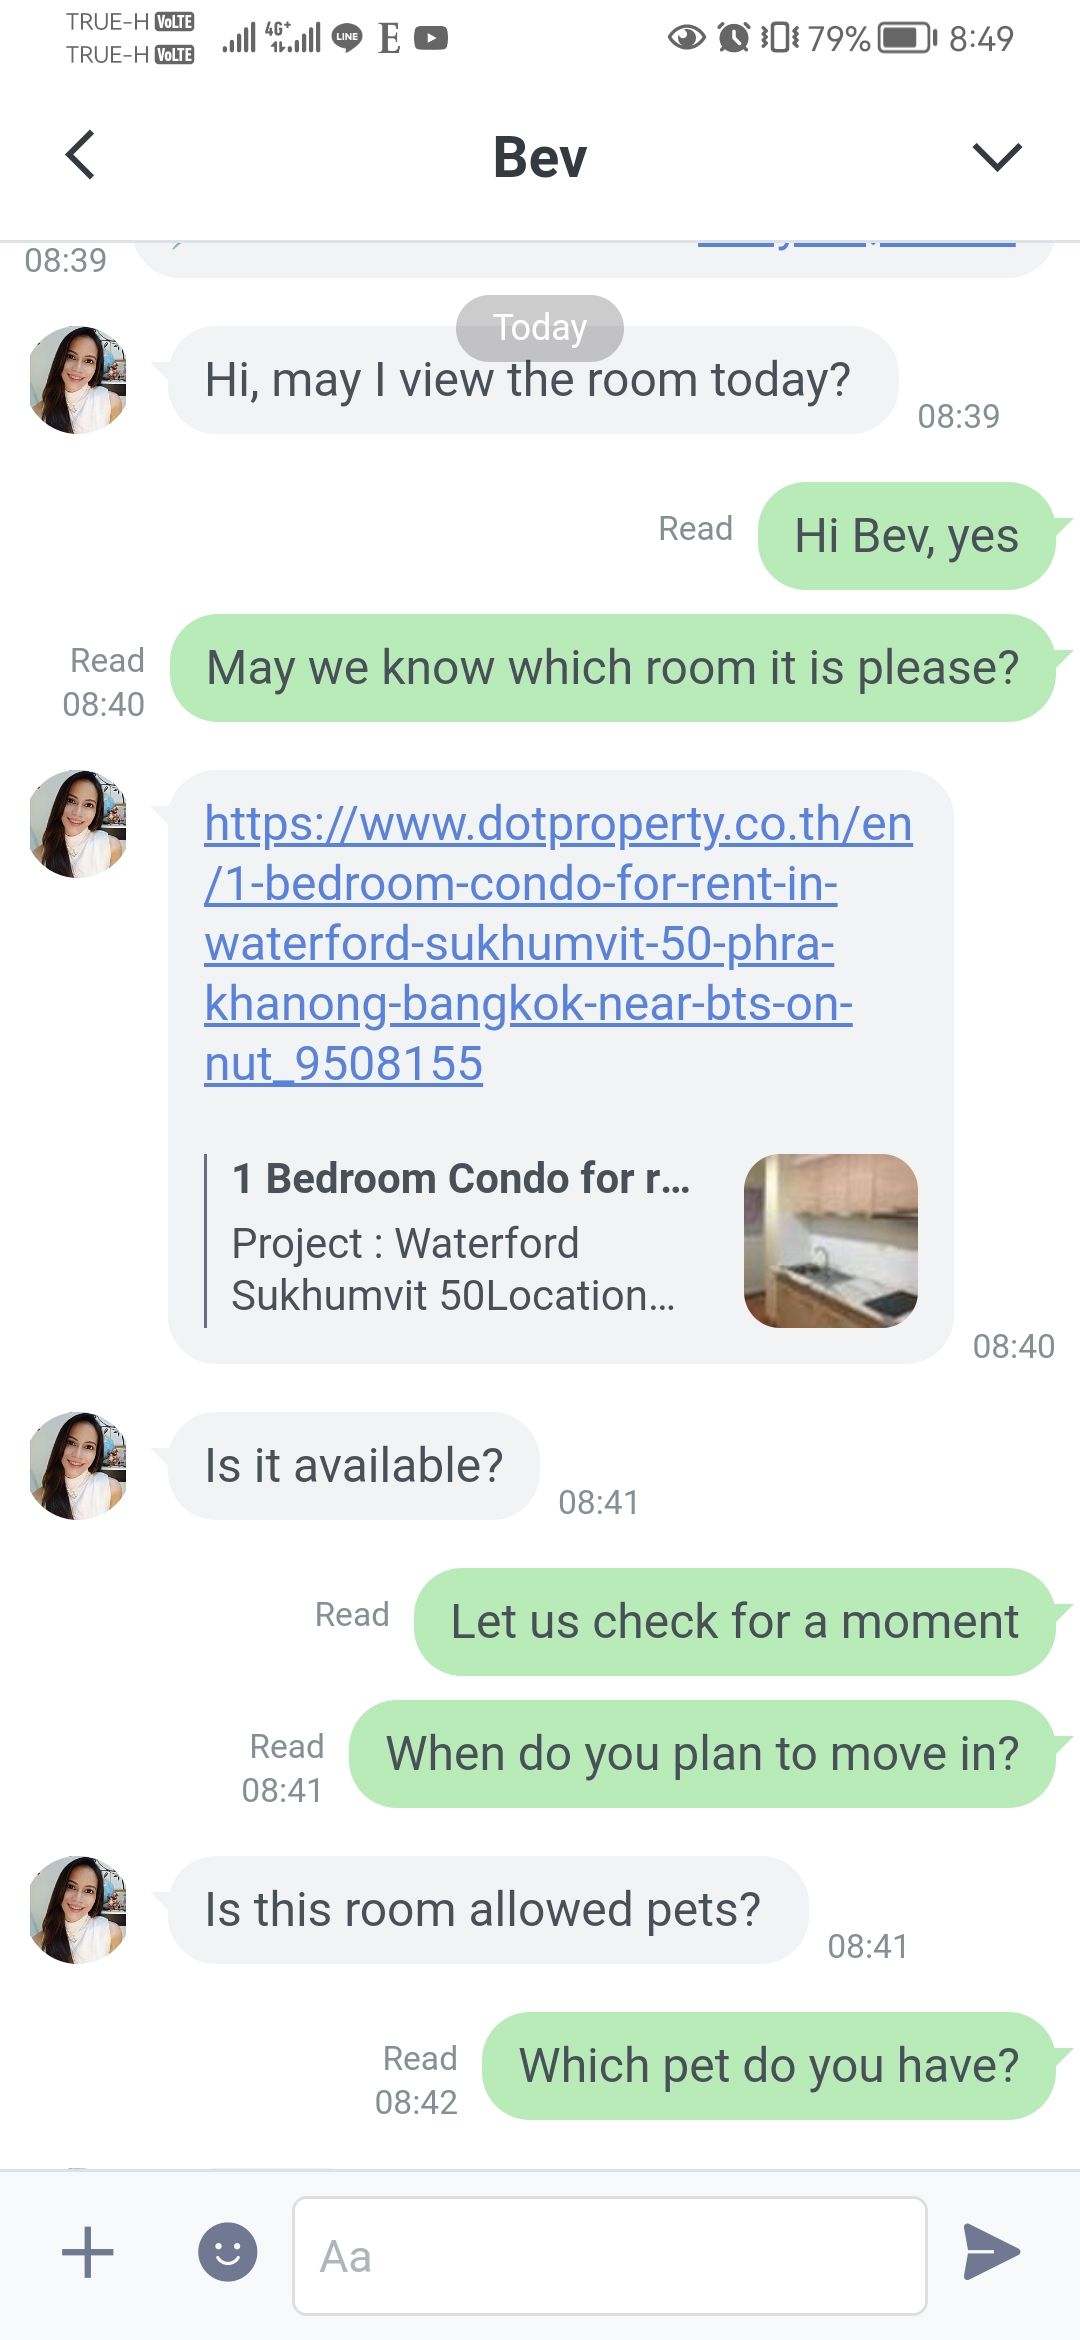 TRUE-H VoLTE
TRUE-H VoLTE
4G+
LINE
E
79%
8:49
Bev
08:39
Today
Hi, may I view the room today?
08:39
Read
Hi Bev, yes
Read
08:40
May we know which room it is please?
https://www.dotproperty.co.th/en
/1-bedroom-condo-for-rent-in-
waterford-sukhumvit-50-phra-
khanong-bangkok-near-bts-on-
nut_9508155
1 Bedroom Condo for r...
Project : Waterford
Sukhumvit 50Location...
08:40
Is it available?
08:41
Read
Let us check for a moment
Read
08:41
When do you plan to move in?
Is this room allowed pets?
08:41
Read
08:42
Which pet do you have?
Aa